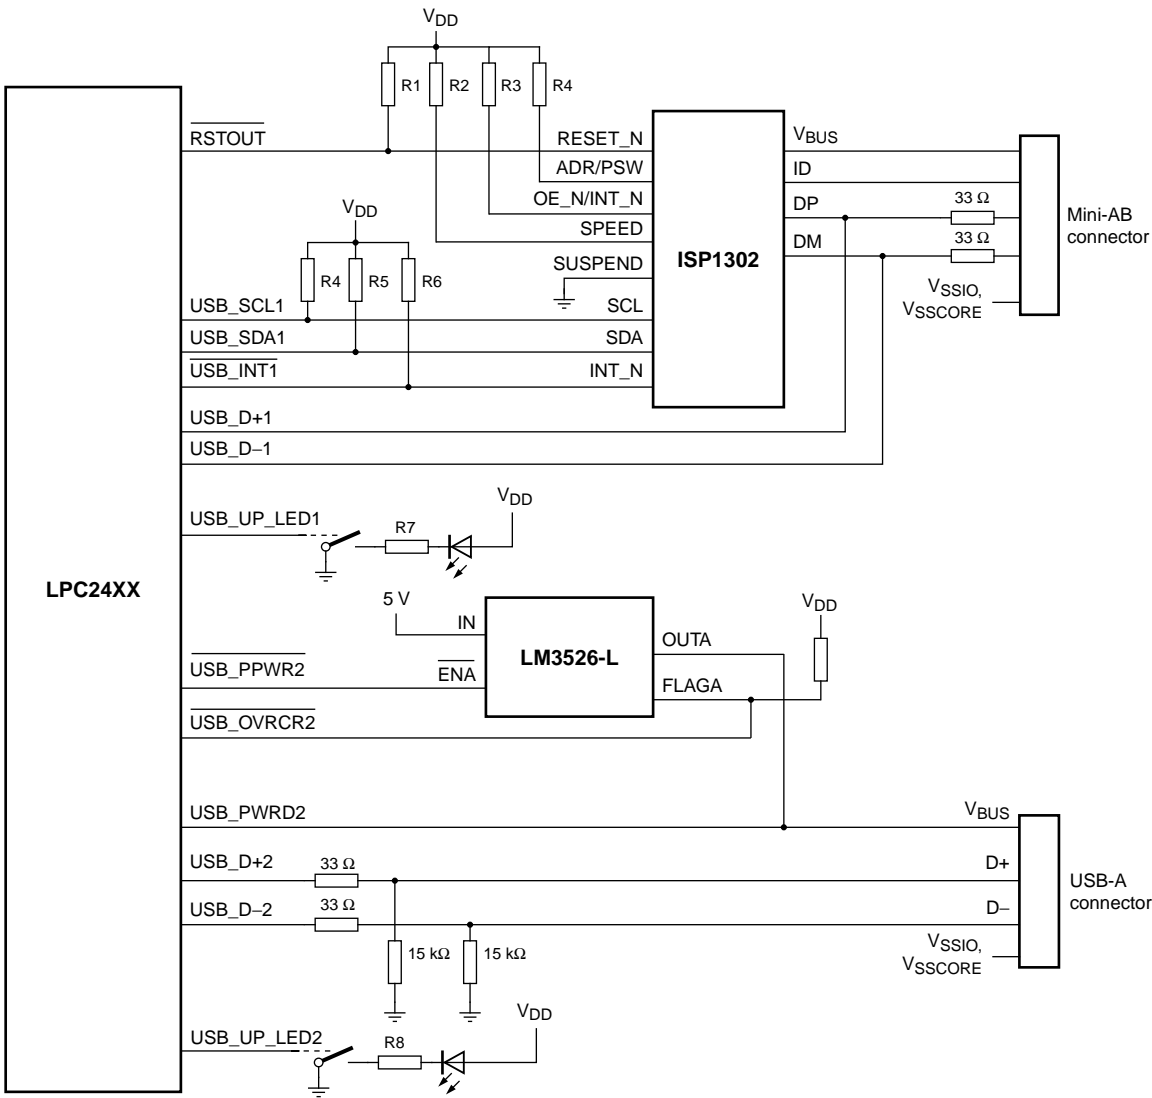 VDD
R1 R2 R3 R4
RSTOUT
RESET_N
ADR/PSW
OE_N/INT_N
SPEED
SUSPEND
SCL
SDA
INT_N
ISP1302
VBUS
ID
DP
DM
33 Ω
33 Ω
VSSIO,
VSSCORE
Mini-AB
connector
VDD
R4 R5 R6
USB_SCL1
USB_SDA1
USB_INT1
USB_D+1
USB_D−1
USB_UP_LED1
R7
VDD
LPC24XX
5 V
IN
ENA
LM3526-L
OUTA
FLAGA
VDD
USB_PPWR2
USB_OVRCR2
USB_PWRD2
VBUS
USB_D+2
33 Ω
D+
USB_D−2
33 Ω
D−
USB-A
connector
15 kΩ
15 kΩ
VSSIO,
VSSCORE
USB_UP_LED2
R8
VDD